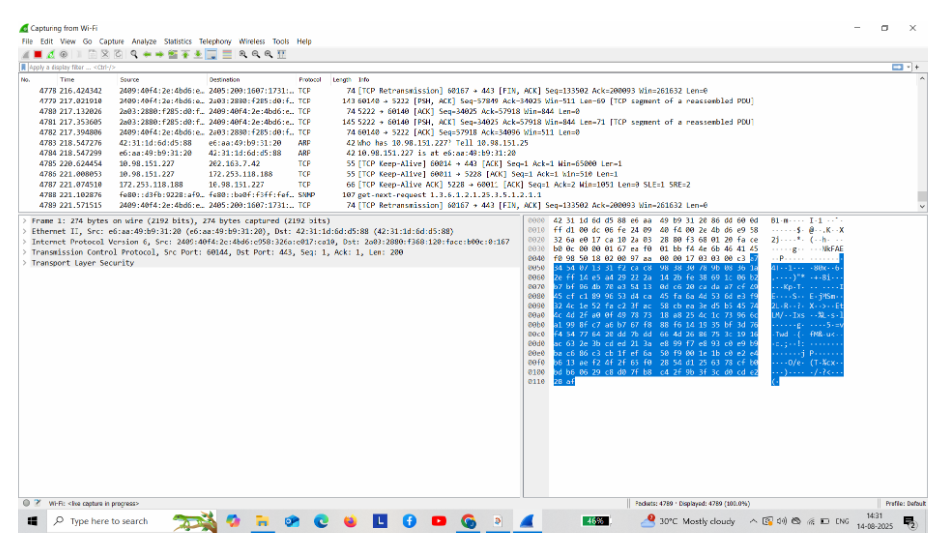 Capturing from Wi-Fi
File Edit View Go Capture Analyze Statistics Telephony Wireless Tools Help
Apply a display filter ... <Ctrl-/>
No. Time Source Destination Protocol Length Info
4778 216.424342 2409:40f4:2e:4bd6:e… 2405:200:1607:1731:… TCP 74 [TCP Retransmission] 60167 → 443 [FIN, ACK] Seq=133502 Ack=200093 Win=261632 Len=0
4779 217.021910 2409:40f4:2e:4bd6:e… 2a03:2880:f285:d0:f… TCP 143 60140 → 5222 [PSH, ACK] Seq=57849 Ack=34025 Win=511 Len=69 [TCP segment of a reassembled PDU]
4780 217.132026 2a03:2880:f285:d0:f… 2409:40f4:2e:4bd6:e… TCP 74 5222 → 60140 [ACK] Seq=34025 Ack=57918 Win=844 Len=0
4781 217.353605 2a03:2880:f285:d0:f… 2409:40f4:2e:4bd6:e… TCP 145 5222 → 60140 [PSH, ACK] Seq=34025 Ack=57918 Win=844 Len=71 [TCP segment of a reassembled PDU]
4782 217.394806 2409:40f4:2e:4bd6:e… 2a03:2880:f285:d0:f… TCP 74 60140 → 5222 [ACK] Seq=57918 Ack=34096 Win=511 Len=0
4783 218.547276 42:31:1d:6d:d5:88 e6:aa:49:b9:31:20 ARP 42 Who has 10.98.151.227? Tell 10.98.151.25
4784 218.547299 e6:aa:49:b9:31:20 42:31:1d:6d:d5:88 ARP 42 10.98.151.227 is at e6:aa:49:b9:31:20
4785 220.624454 10.98.151.227 202.163.7.42 TCP 55 [TCP Keep-Alive] 60014 → 443 [ACK] Seq=1 Ack=1 Win=65000 Len=1
4786 221.008053 10.98.151.227 172.253.118.188 TCP 55 [TCP Keep-Alive] 60011 → 5228 [ACK] Seq=1 Ack=1 Win=510 Len=1
4787 221.074510 172.253.118.188 10.98.151.227 TCP 66 [TCP Keep-Alive ACK] 5228 → 60011 [ACK] Seq=1 Ack=2 Win=1051 Len=0 SLE=1 SRE=2
4788 221.102876 fe80::d3fb:9228:af9… fe80::ba0f:f5ff:fef… SNMP 107 get-next-request 1.3.6.1.2.1.25.3.5.1.2.1.1
4789 221.571515 2409:40f4:2e:4bd6:e… 2405:200:1607:1731:… TCP 74 [TCP Retransmission] 60167 → 443 [FIN, ACK] Seq=133502 Ack=200093 Win=261632 Len=0
> Frame 1: 274 bytes on wire (2192 bits), 274 bytes captured (2192 bits)
> Ethernet II, Src: e6:aa:49:b9:31:20 (e6:aa:49:b9:31:20), Dst: 42:31:1d:6d:d5:88 (42:31:1d:6d:d5:88)
> Internet Protocol Version 6, Src: 2409:40f4:2e:4bd6:e958:326a:e017:ca10, Dst: 2a03:2880:f368:120:face:b00c:0:167
> Transmission Control Protocol, Src Port: 60144, Dst Port: 443, Seq: 1, Ack: 1, Len: 200
> Transport Layer Security
0000 42 31 1d 6d d5 88 e6 aa 49 b9 31 20 86 dd 60 0d
0010 ff d1 00 dc 06 fe 24 09 40 f4 00 2e 4b d6 e9 58
0020 32 6a e0 17 ca 10 2a 03 28 80 f3 68 01 20 fa ce
0030 b0 0c 00 00 01 67 ea f0 01 bb f4 4e 6b 46 41 45
0040 f0 98 50 18 02 00 97 aa 00 00 17 03 03 00 c3 e7
0050
0060
0070
0080
0090
00a0
00b0
00c0
00d0
00e0
00f0
0100
0110 28 af
Wi-Fi: <live capture in progress>
Packets: 4789 · Displayed: 4789 (100.0%)
Profile: Default
Type here to search
46%
30°C Mostly cloudy
ENG
14:31
14-08-2025